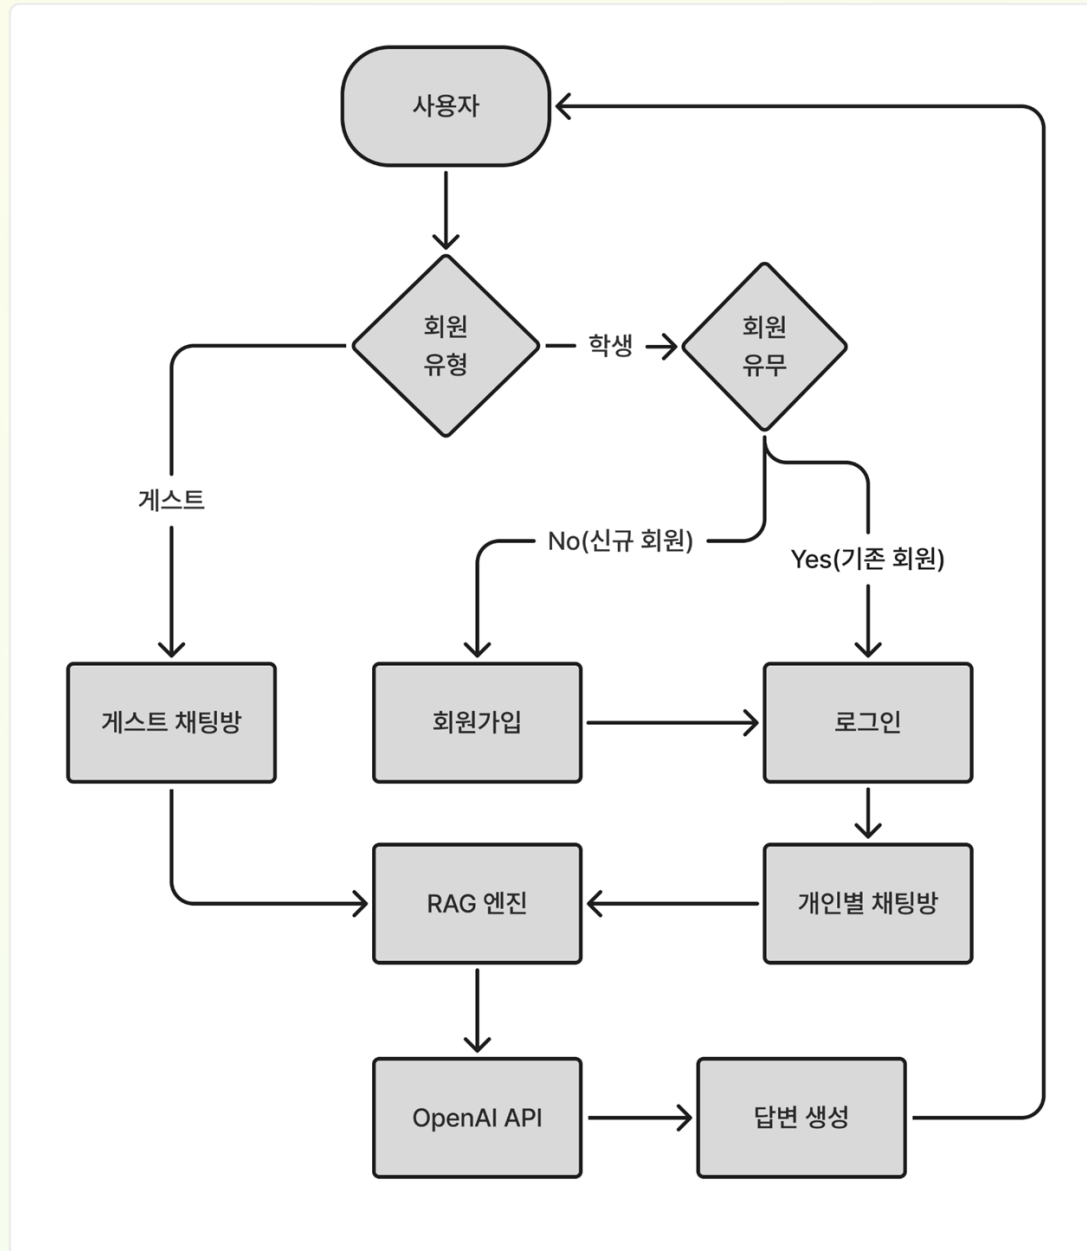 사용자
회원
유형
학생
회원
유무
게스트
No(신규 회원)
Yes(기존 회원)
게스트 채팅방
회원가입
로그인
RAG 엔진
개인별 채팅방
OpenAI API
답변 생성